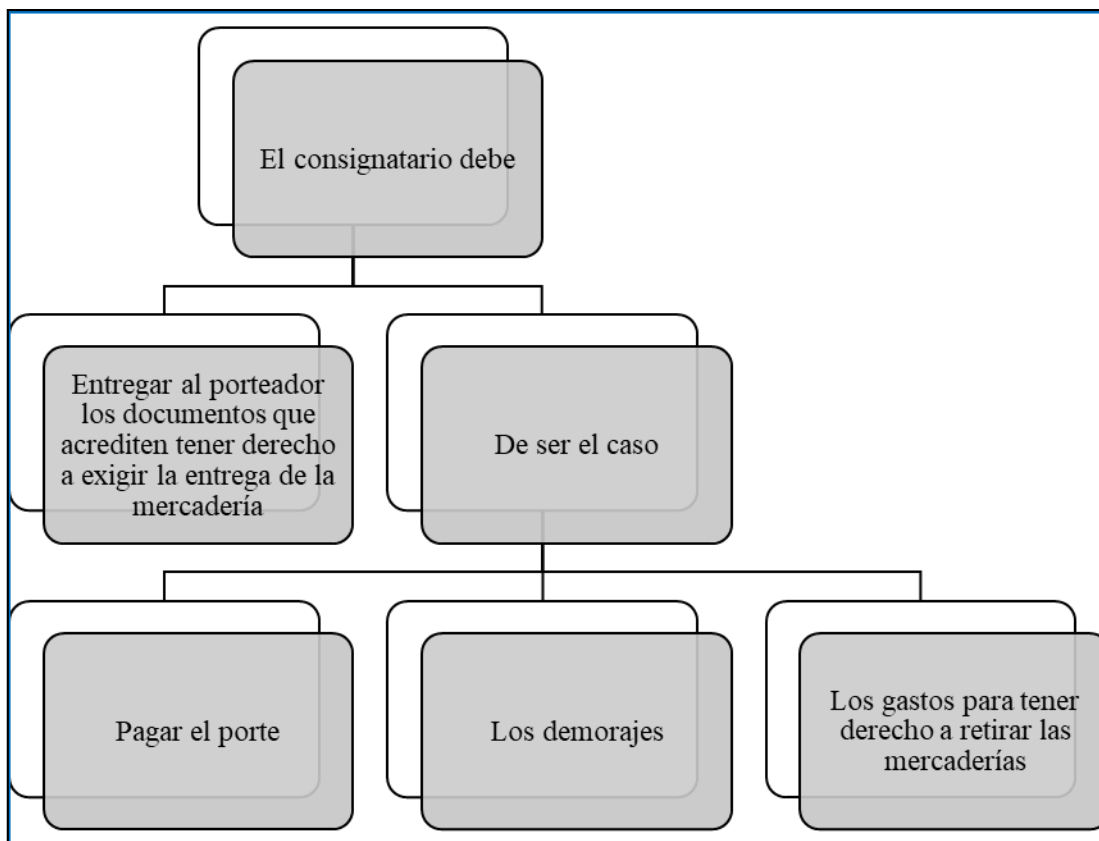 El consignatario debe
Entregar al porteador
los documentos que
acrediten tener derecho
a exigir la entrega de la
mercadería
De ser el caso
Pagar el porte
Los demorajes
Los gastos para tener
derecho a retirar las
mercaderías